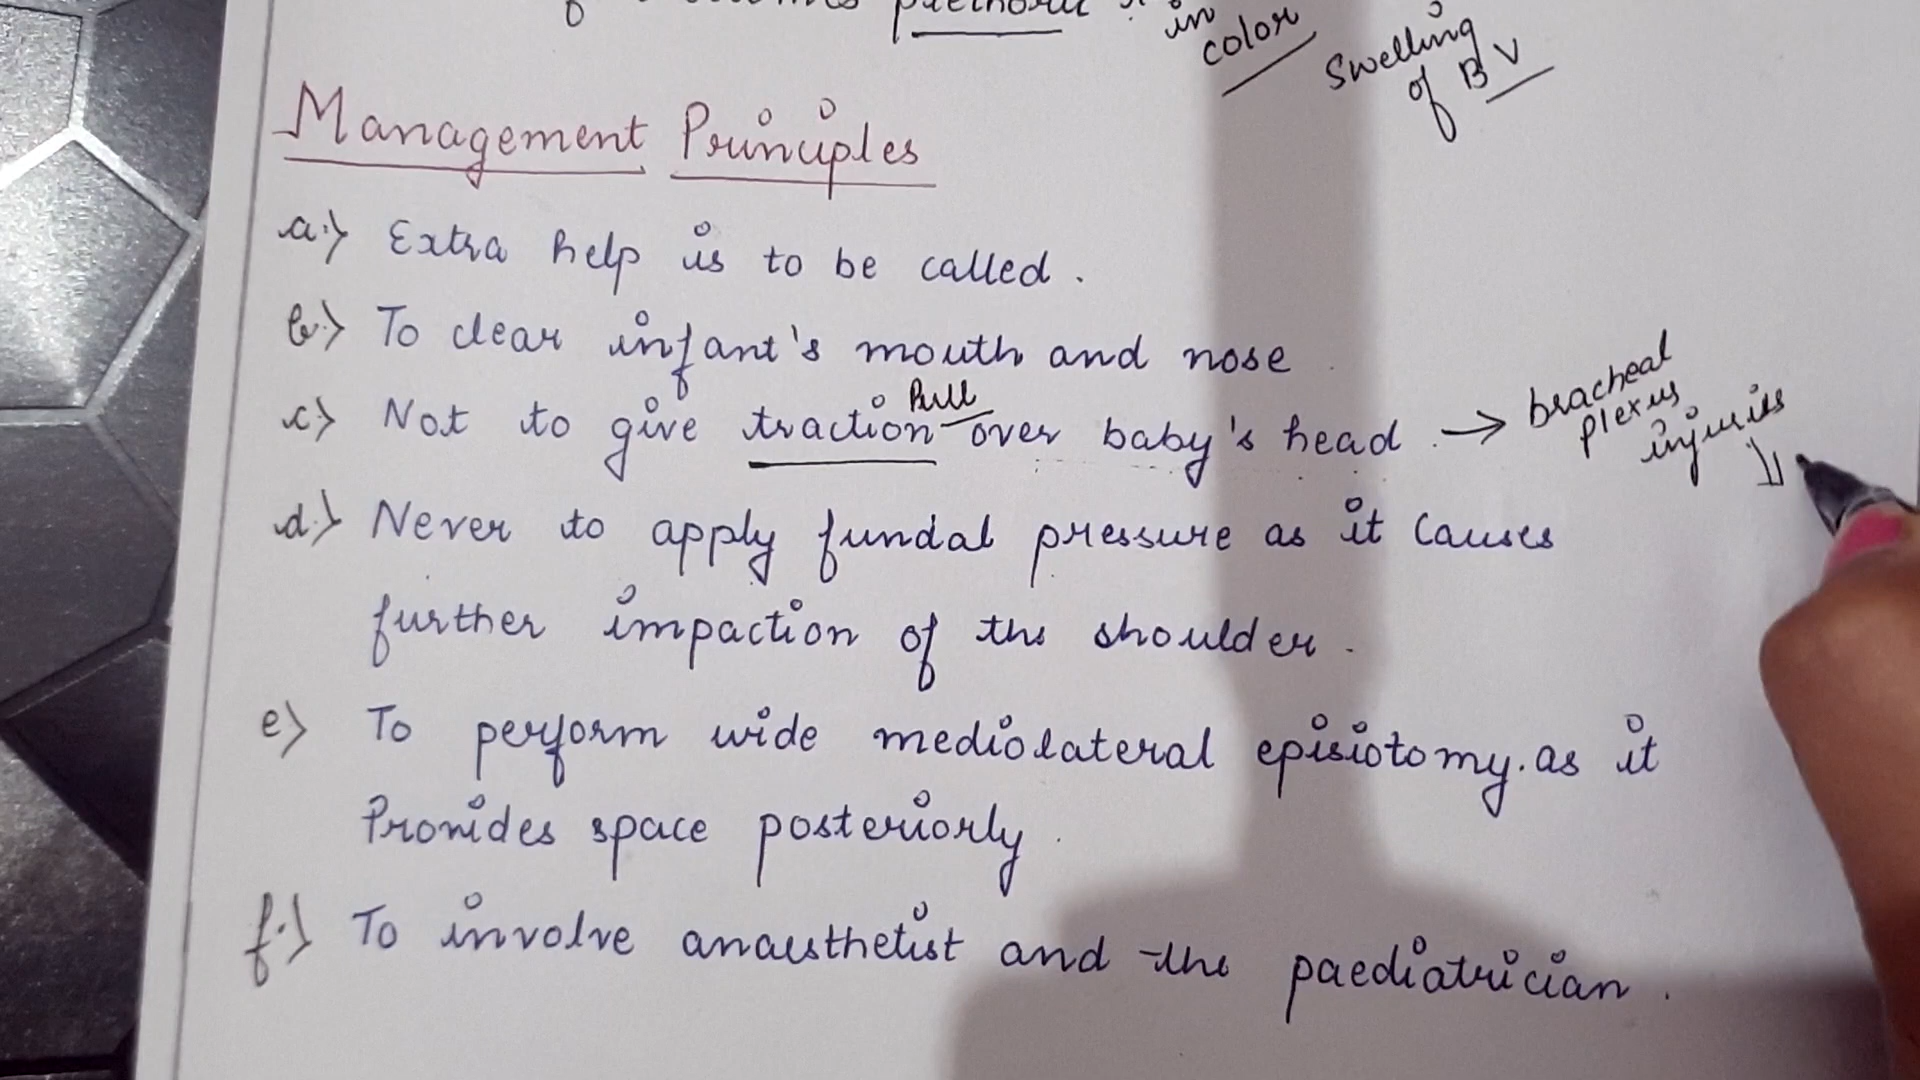 in
color
Swelling
of B V
Management Principles
a.) Extra help is to be called.
b.) To clear infant's mouth and nose.
c.) Not to give traction Pull over baby's head. → bracheal
plexus
injuries
d.) Never to apply fundal pressure as it causes
further impaction of the shoulder.
e) To perform wide mediolateral episiotomy. as it
Provides space posteriorly.
f.) To involve anaesthetist and the paediatrician.